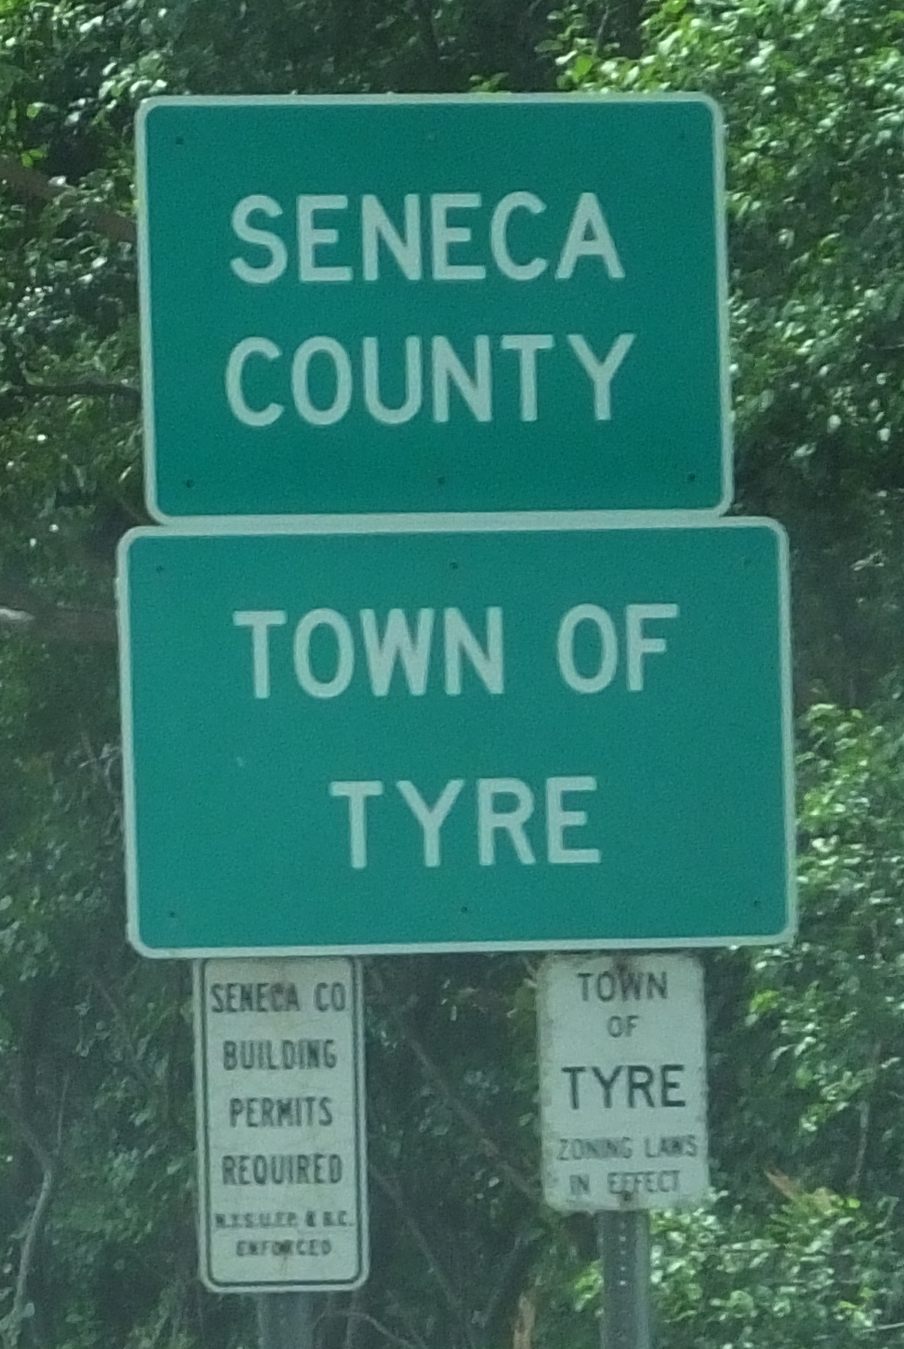 SENECA
COUNTY
TOWN OF
TYRE
SENECA CO
BUILDING
PERMITS
REQUIRED
N.Y.S.U.F.P. & B.C.
ENFORCED
TOWN
OF
TYRE
ZONING LAWS
IN EFFECT